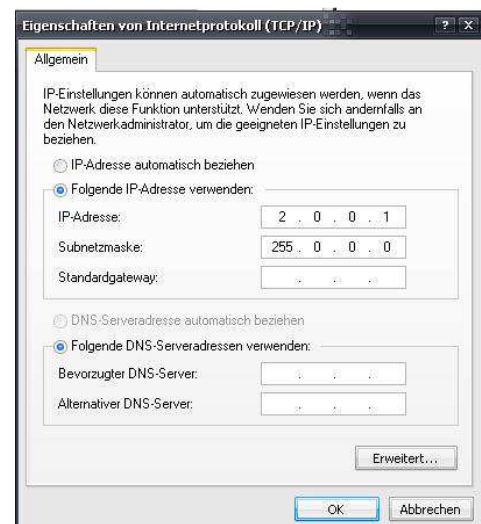 Eigenschaften von Internetprotokoll (TCP/IP)
Allgemein
IP-Einstellungen können automatisch zugewiesen werden, wenn das
Netzwerk diese Funktion unterstützt. Wenden Sie sich andernfalls an
den Netzwerkadministrator, um die geeigneten IP-Einstellungen zu
beziehen.
IP-Adresse automatisch beziehen
Folgende IP-Adresse verwenden:
IP-Adresse: 2 . 0 . 0 . 1
Subnetzmaske: 255 . 0 . 0 . 0
Standardgateway: . . .
DNS-Serveradresse automatisch beziehen
Folgende DNS-Serveradressen verwenden:
Bevorzugter DNS-Server: . . .
Alternativer DNS-Server: . . .
Erweitert...
OK Abbrechen